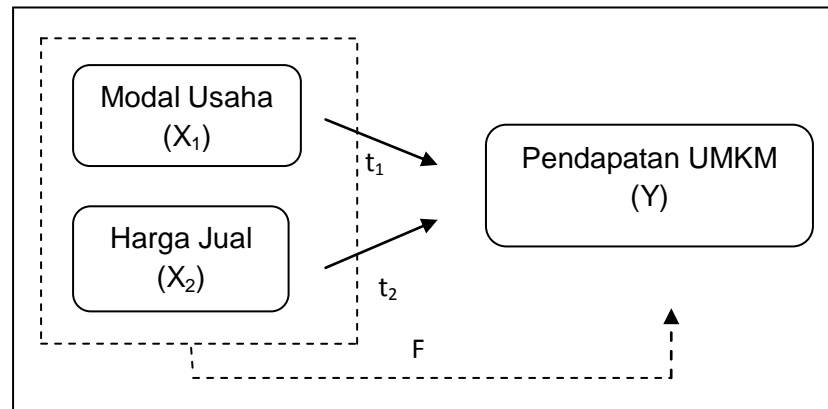 Modal Usaha
(X₁)
t₁
Pendapatan UMKM
(Y)
Harga Jual
(X₂)
t₂
F